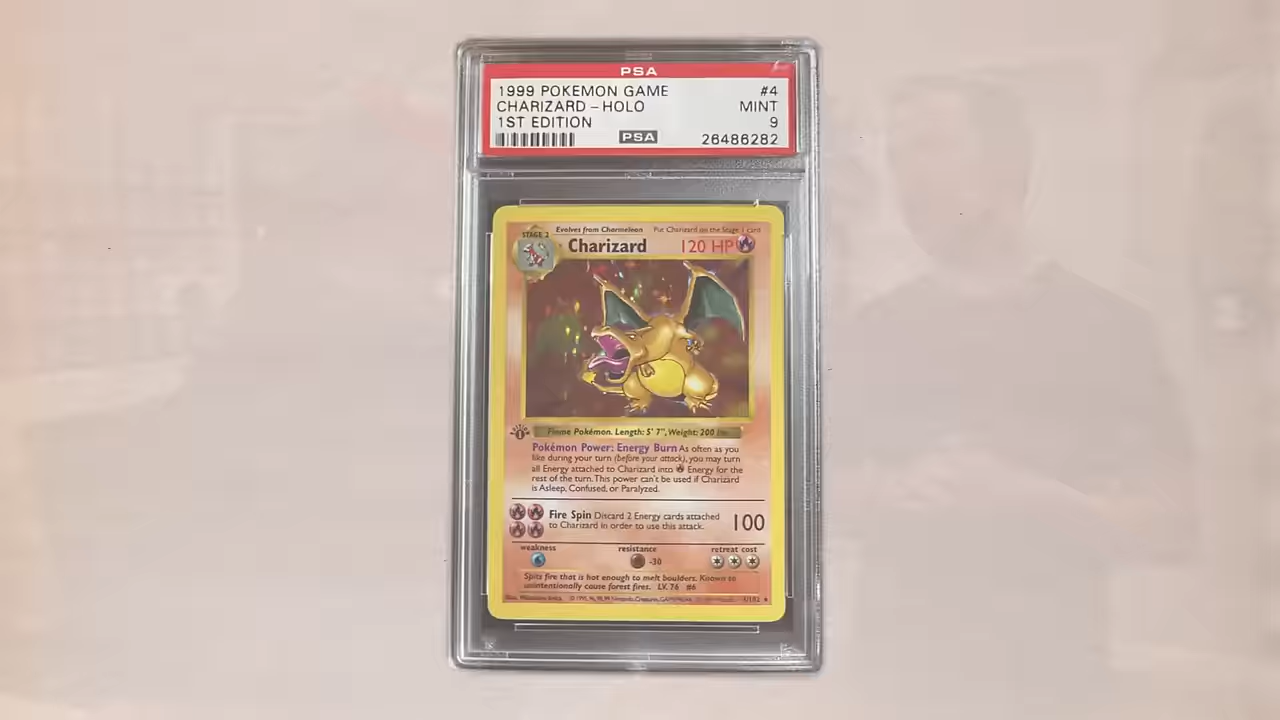 PSA
1999 POKEMON GAME #4
CHARIZARD – HOLO MINT
1ST EDITION 9
PSA 26486282
STAGE 2 Evolves from Charmeleon Put Charizard on the Stage 1 card
Charizard 120 HP
Flame Pokémon. Length: 5' 7", Weight: 200 lbs.
Pokémon Power: Energy Burn As often as you
like during your turn (before your attack), you may turn
all Energy attached to Charizard into Energy for the
rest of the turn. This power can't be used if Charizard
is Asleep, Confused, or Paralyzed.
Fire Spin Discard 2 Energy cards attached
to Charizard in order to use this attack. 100
weakness resistance retreat cost
-30
Spits fire that is hot enough to melt boulders. Known to
unintentionally cause forest fires. LV. 76 #6
4/102